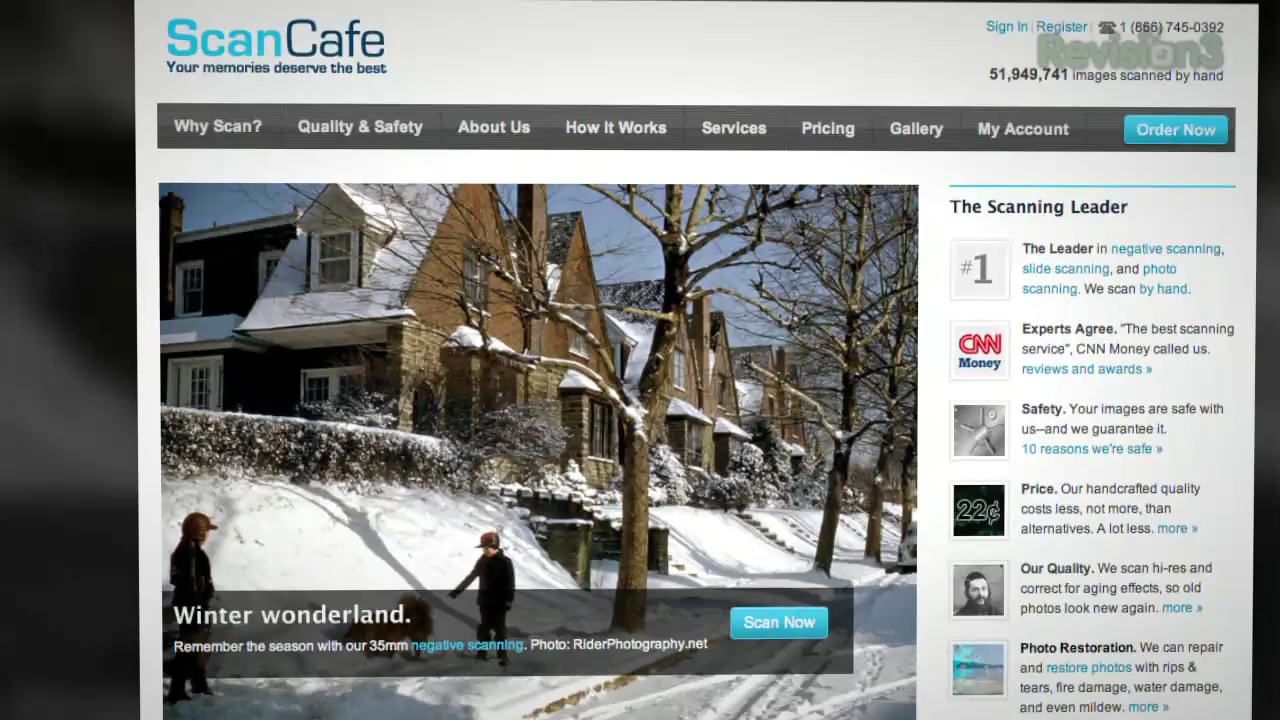 ScanCafe
Your memories deserve the best
Sign In | Register | ☎ 1 (866) 745-0392
Revision3
51,949,741 images scanned by hand
Why Scan? Quality & Safety About Us How It Works Services Pricing Gallery My Account Order Now
The Scanning Leader
#1
The Leader in negative scanning,
slide scanning, and photo
scanning. We scan by hand.
CNN
Money
Experts Agree. "The best scanning
service", CNN Money called us.
reviews and awards »
Safety. Your images are safe with
us--and we guarantee it.
10 reasons we're safe »
22¢
Price. Our handcrafted quality
costs less, not more, than
alternatives. A lot less. more »
Our Quality. We scan hi-res and
correct for aging effects, so old
photos look new again. more »
Photo Restoration. We can repair
and restore photos with rips &
tears, fire damage, water damage,
and even mildew. more »
Winter wonderland.
Remember the season with our 35mm negative scanning. Photo: RiderPhotography.net
Scan Now